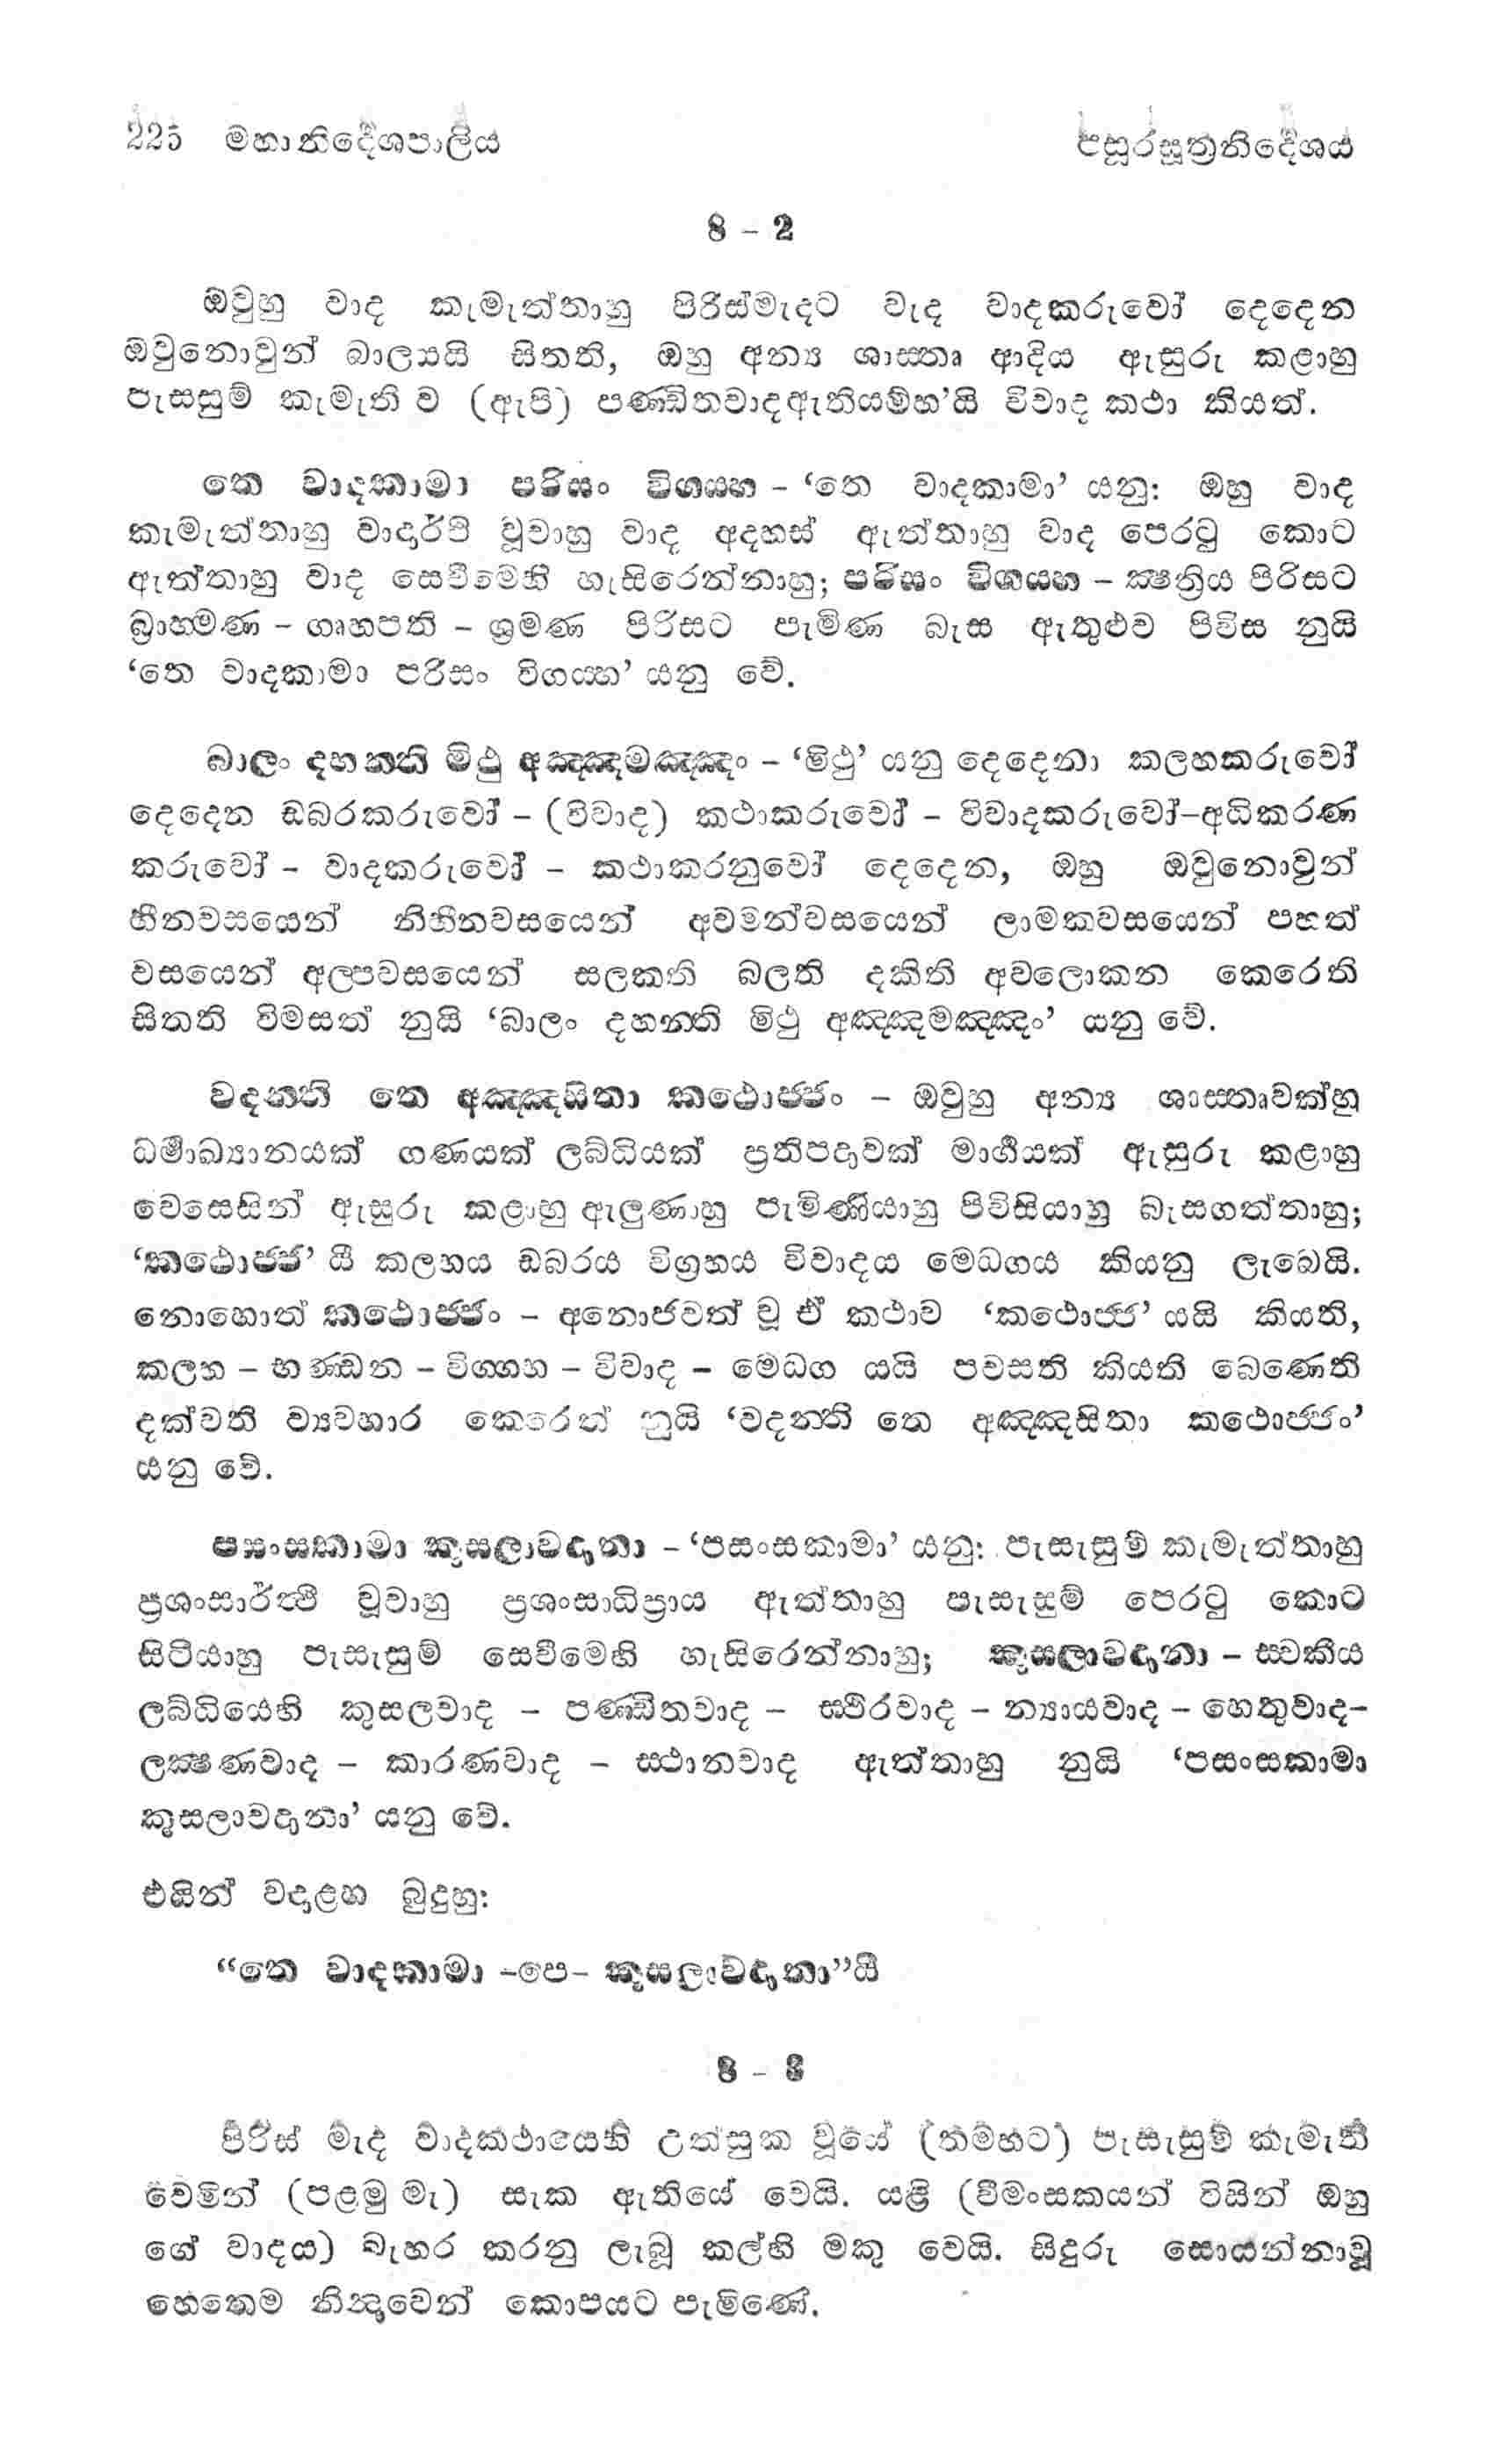 225 මහානිද්දේශපාලිය පසූරසූත්‍රනිර්දේශය
8 - 2
ඔවුහු වාද කැමැත්තාහු පිරිස්මැදට වැද වාදකරුවෝ දෙදෙන
ඔවුනොවුන් බාලයයි සිතති, ඔහු අන්‍ය ශාස්තෘ ආදිය ඇසුරු කළාහු
පැසසුම් කැමැති ව (ඇපි) පණ්ඩිතවාදඇතියම්හ’යි විවාද කථා කියත්.
තෙ වාදකාමා පරිසං විගය්හ - ‘තෙ වාදකාමා’ යනු: ඔහු වාද
කැමැත්තාහු වාදාර්ථී වූවාහු වාද අදහස් ඇත්තාහු වාද පෙරටු කොට
ඇත්තාහු වාද සෙවීමෙහි හැසිරෙන්නාහු; පරිසං විගය්හ - ක්‍ෂත්‍රිය පිරිසට
බ්‍රාහ්මණ - ගෘහපති - ශ්‍රමණ පිරිසට පැමිණ බැස ඇතුළුව පිවිස නුයි
‘තෙ වාදකාමා පරිසං විගය්හ’ යනු වේ.
බාලං දහන්ති මිථු අඤ්ඤමඤ්ඤං - ‘මිථු’ යනු දෙදෙනා කලහකරුවෝ
දෙදෙන ඩබරකරුවෝ - (විවාද) කථාකරුවෝ - විවාදකරුවෝ-අධිකරණ
කරුවෝ - වාදකරුවෝ - කථාකරනුවෝ දෙදෙන, ඔහු ඔවුනොවුන්
හීනවසයෙන් නිහීනවසයෙන් අවමන්වසයෙන් ලාමකවසයෙන් පහත්
වසයෙන් අල්පවසයෙන් සලකති බලති දකිති අවලොකන කෙරෙති
සිතති විමසත් නුයි ‘බාලං දහන්ති මිථු අඤ්ඤමඤ්ඤං’ යනු වේ.
වදන්ති තෙ අඤ්ඤසිතා කථොජ්ජං - ඔවුහු අන්‍ය ශාස්තෘවක්හු
ධර්මාඛ්‍යානයක් ගණයක් ලබ්ධියක් ප්‍රතිපදාවක් මාර්ගයක් ඇසුරු කළාහු
වෙසෙසින් ඇසුරු කළාහු ඇලුණාහු පැමිණියාහු පිවිසියාහු බැසගත්තාහු;
‘කථොජ්ජ’ යී කලහය ඩබරය විග්‍රහය විවාදය මෙධගය කියනු ලැබෙයි.
නොහොත් කථොජ්ජං - අනොජවත් වූ ඒ කථාව ‘කථොජ්ජ’ යයි කියති,
කලහ - භණ්ඩන - විග්ගහ - විවාද - මෙධග යයි පවසති කියති බෙණෙති
දක්වති ව්‍යවහාර කෙරෙත් නුයි ‘වදන්ති තෙ අඤ්ඤසිතා කථොජ්ජං’
යනු වේ.
පසංසකාමා කුසලාවදානා - ‘පසංසකාමා’ යනු: පැසැසුම් කැමැත්තාහු
ප්‍රශංසාර්ත්ථී වූවාහු ප්‍රශංසාධිප්‍රාය ඇත්තාහු පැසැසුම් පෙරටු කොට
සිටියාහු පැසැසුම් සෙවීමෙහි හැසිරෙන්නාහු; කුසලාවදානා - ස්වකීය
ලබ්ධියෙහි කුසලවාද - පණ්ඩිතවාද - ස්ථිරවාද - න්‍යායවාද - හෙතුවාද-
ලක්‍ෂණවාද - කාරණවාද - ස්ථානවාද ඇත්තාහු නුයි ‘පසංසකාමා
කුසලාවදානා’ යනු වේ.
එයින් වදාළහ බුදුහු:
“තෙ වාදකාමා -පෙ- කුසලාවදානා”යි
8 - 3
පිරිස් මැද වාදකථායෙහි උත්සුක වූයේ (තමහට) පැසැසුම් කැමැති
වෙමින් (පළමු මැ) සැක ඇතියේ වෙයි. යළි (වීමංසකයන් විසින් ඔහු
ගේ වාදය) බැහර කරනු ලැබූ කල්හි මකු වෙයි. සිදුරු සොයන්නාවූ
හෙතෙම නින්‍දාවෙන් කොපයට පැමිණේ.